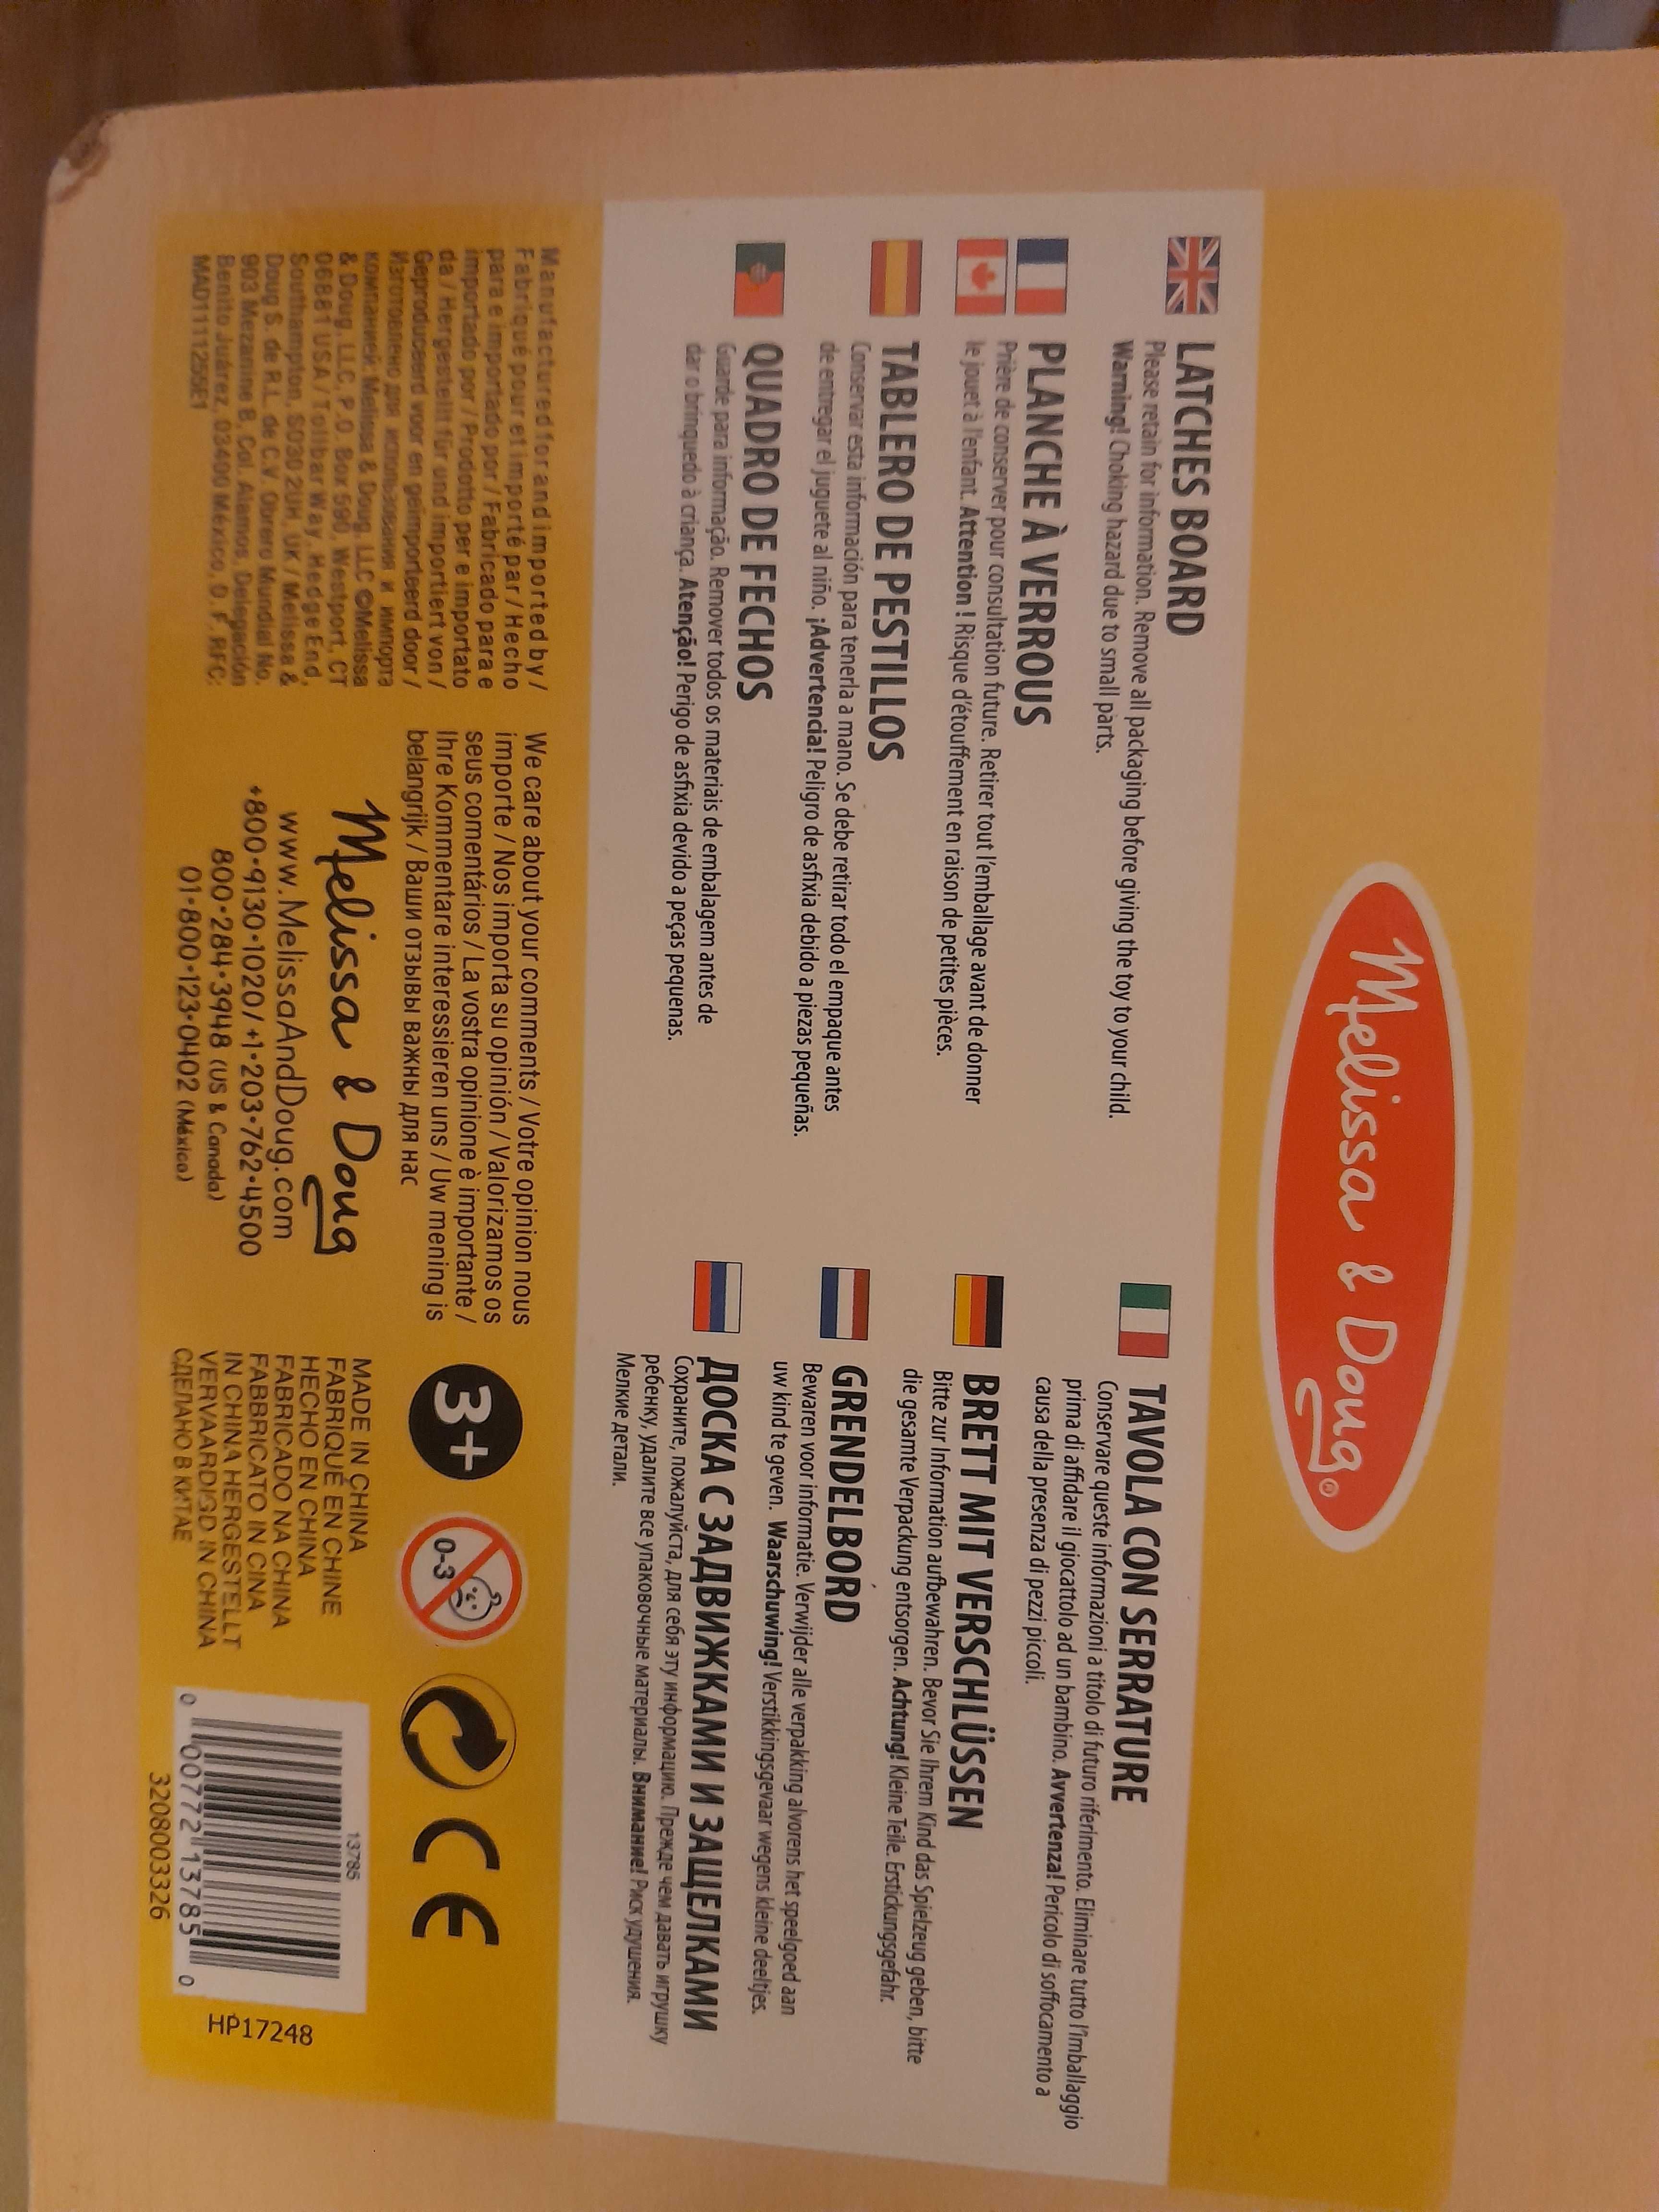 Melissa & Doug®
LATCHES BOARD
Please retain for information. Remove all packaging before giving the toy to your child.
Warning! Choking hazard due to small parts.
PLANCHE À VERROUS
Prière de conserver pour consultation future. Retirer tout l'emballage avant de donner
le jouet à l'enfant. Attention ! Risque d'étouffement en raison de petites pièces.
TABLERO DE PESTILLOS
Conservar esta información para tenerla a mano. Se debe retirar todo el empaque antes
de entregar el juguete al niño. ¡Advertencia! Peligro de asfixia debido a piezas pequeñas.
QUADRO DE FECHOS
Guarde para informação. Remover todos os materiais de embalagem antes de
dar o brinquedo à criança. Atenção! Perigo de asfixia devido a peças pequenas.
TAVOLA CON SERRATURE
Conservare queste informazioni a titolo di futuro riferimento. Eliminare tutto l'imballaggio
prima di affidare il giocattolo ad un bambino. Avvertenza! Pericolo di soffocamento a
causa della presenza di pezzi piccoli.
BRETT MIT VERSCHLÜSSEN
Bitte zur Information aufbewahren. Bevor Sie Ihrem Kind das Spielzeug geben, bitte
die gesamte Verpackung entsorgen. Achtung! Kleine Teile. Erstickungsgefahr.
GRENDELBORD
Bewaren voor informatie. Verwijder alle verpakking alvorens het speelgoed aan
uw kind te geven. Waarschuwing! Verstikkingsgevaar wegens kleine deeltjes.
ДОСКА С ЗАДВИЖКАМИ И ЗАЩЕЛКАМИ
Сохраните, пожалуйста, для себя эту информацию. Прежде чем давать игрушку
ребенку, удалите все упаковочные материалы. Внимание! Риск удушения.
Мелкие детали.
Manufactured for and imported by /
Fabriqué pour et importé par / Hecho
para e importado por / Fabricado para e
importado por / Prodotto per e importato
da / Hergestellt für und importiert von /
Geproduceerd voor en geïmporteerd door /
Изготовлено для использования и импорта
компанией Melissa & Doug, LLC ©Melissa
& Doug, LLC, P.O. Box 590, Westport, CT
06881 USA / Tollbar Way, Hedge End,
Southampton, SO30 2UH, UK / Melissa &
Doug S. de R.L. de C.V. Obrero Mundial No.
903 Mezanine B, Col. Alamos, Delegación
Benito Juárez, 03400 México, D. F., RFC:
MAD1111255E1
We care about your comments / Votre opinion nous
importe / Nos importa su opinión / Valorizamos os
seus comentários / La vostra opinione è importante /
Ihre Kommentare interessieren uns / Uw mening is
belangrijk / Ваши отзывы важны для нас
Melissa & Doug
www.MelissaAndDoug.com
+800•9130•1020/+1•203•762•4500
800•284•3948 (US & Canada)
01•800•123•0402 (México)
3+
0-3
CE
MADE IN CHINA
FABRIQUÉ EN CHINE
HECHO EN CHINA
FABRICADO NA CHINA
FABBRICATO IN CINA
IN CHINA HERGESTELLT
VERVAARDIGD IN CHINA
СДЕЛАНО В КИТАЕ
13785
0 00772 13785 0
3208003326
HP17248